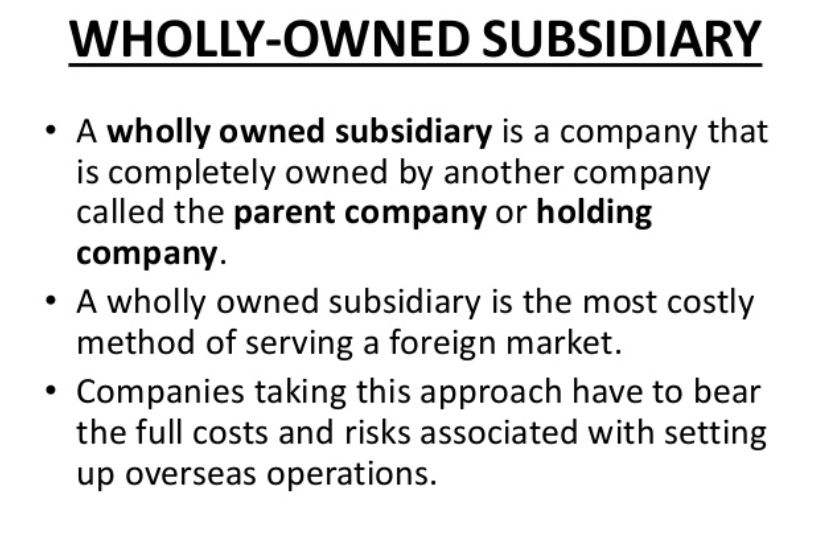 WHOLLY-OWNED SUBSIDIARY
• A wholly owned subsidiary is a company that
is completely owned by another company
called the parent company or holding
company.
• A wholly owned subsidiary is the most costly
method of serving a foreign market.
• Companies taking this approach have to bear
the full costs and risks associated with setting
up overseas operations.